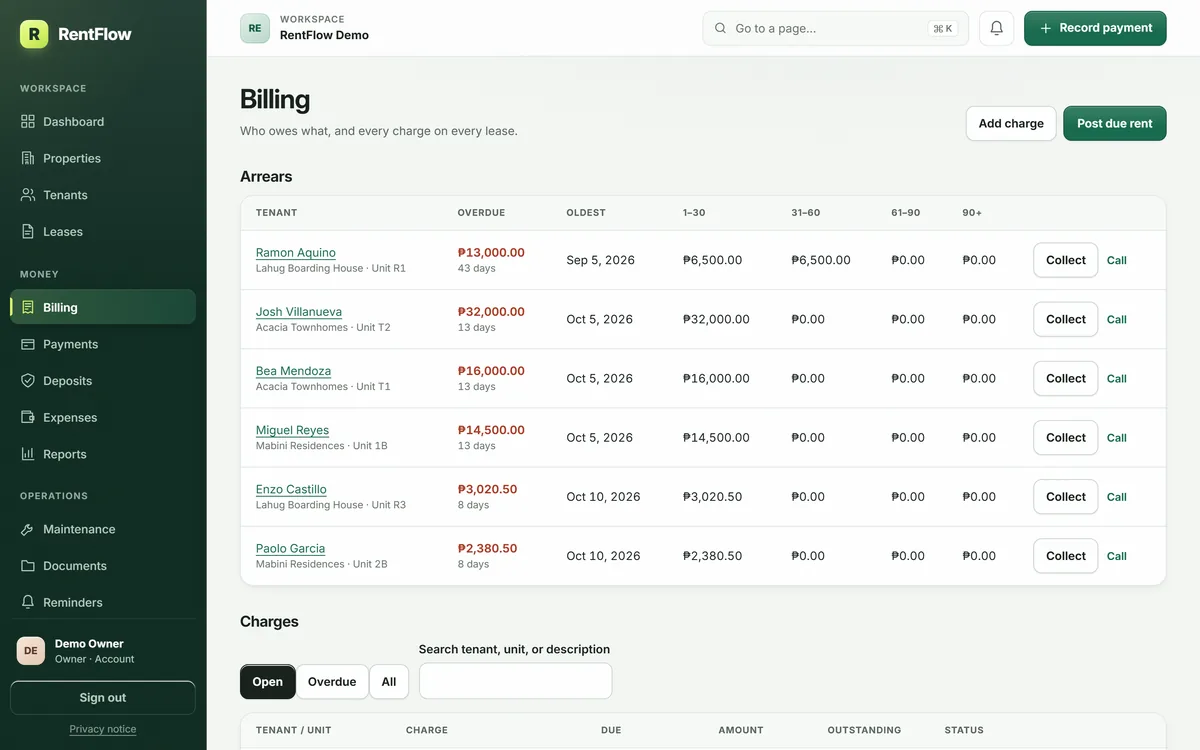 R RentFlow
WORKSPACE
Dashboard
Properties
Tenants
Leases
MONEY
Billing
Payments
Deposits
Expenses
Reports
OPERATIONS
Maintenance
Documents
Reminders
DE Demo Owner
Owner · Account
Sign out
Privacy notice
RE WORKSPACE
RentFlow Demo
Go to a page... ⌘ K
+ Record payment
Billing
Who owes what, and every charge on every lease.
Add charge Post due rent
Arrears
TENANT OVERDUE OLDEST 1–30 31–60 61–90 90+
Ramon Aquino ₱13,000.00 Sep 5, 2026 ₱6,500.00 ₱6,500.00 ₱0.00 ₱0.00 Collect Call
Lahug Boarding House · Unit R1 43 days
Josh Villanueva ₱32,000.00 Oct 5, 2026 ₱32,000.00 ₱0.00 ₱0.00 ₱0.00 Collect Call
Acacia Townhomes · Unit T2 13 days
Bea Mendoza ₱16,000.00 Oct 5, 2026 ₱16,000.00 ₱0.00 ₱0.00 ₱0.00 Collect Call
Acacia Townhomes · Unit T1 13 days
Miguel Reyes ₱14,500.00 Oct 5, 2026 ₱14,500.00 ₱0.00 ₱0.00 ₱0.00 Collect Call
Mabini Residences · Unit 1B 13 days
Enzo Castillo ₱3,020.50 Oct 10, 2026 ₱3,020.50 ₱0.00 ₱0.00 ₱0.00 Collect Call
Lahug Boarding House · Unit R3 8 days
Paolo Garcia ₱2,380.50 Oct 10, 2026 ₱2,380.50 ₱0.00 ₱0.00 ₱0.00 Collect Call
Mabini Residences · Unit 2B 8 days
Charges
Search tenant, unit, or description
Open Overdue All
TENANT / UNIT CHARGE DUE AMOUNT OUTSTANDING STATUS